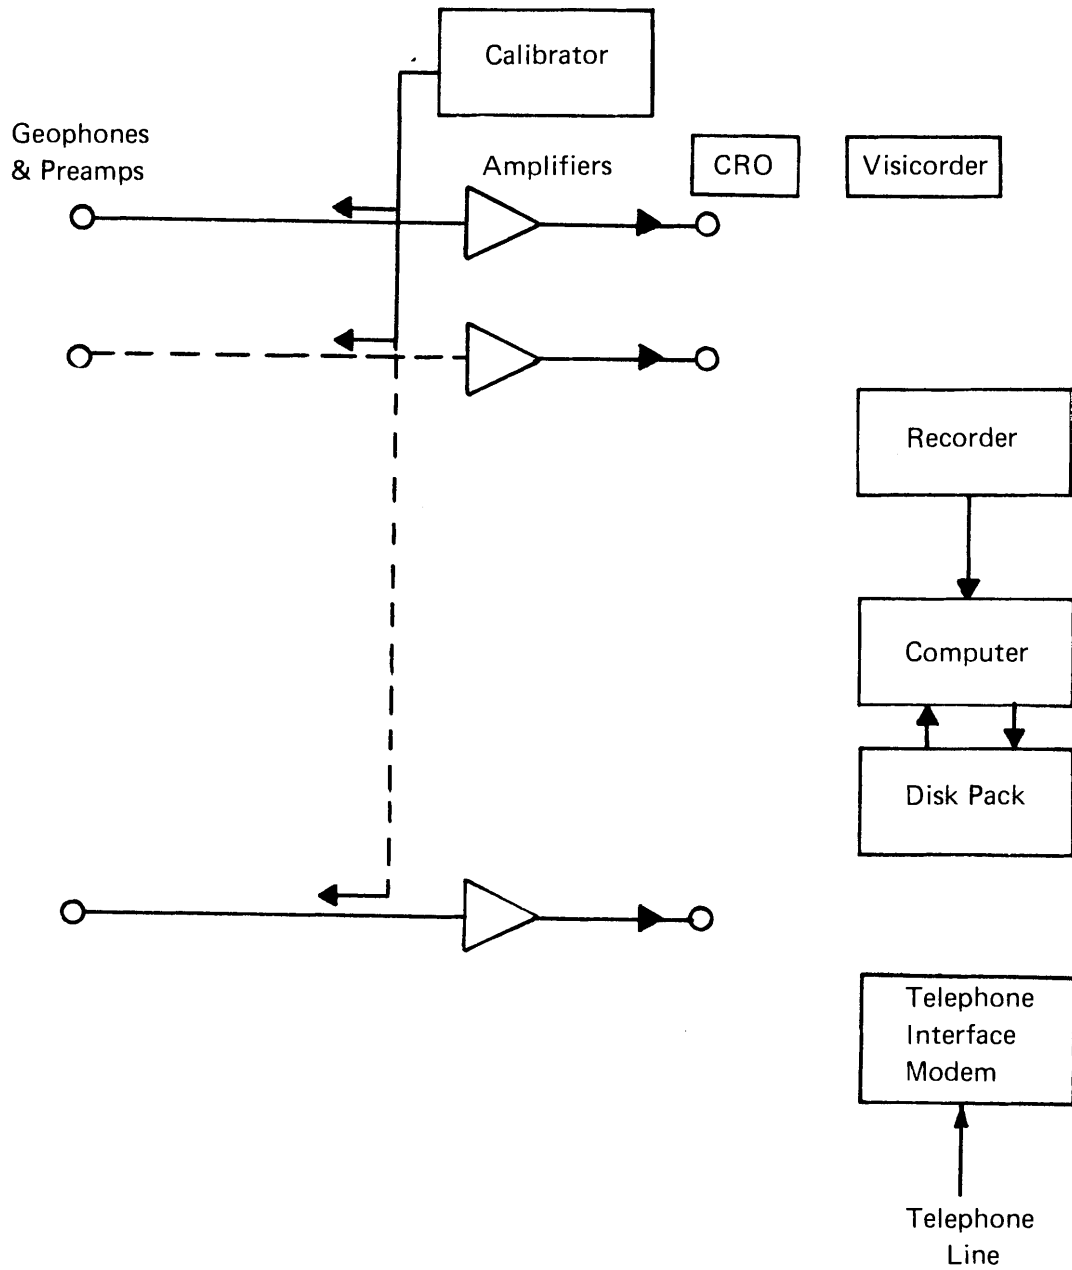 Calibrator
Geophones
& Preamps
Amplifiers
CRO
Visicorder
Recorder
Computer
Disk Pack
Telephone
Interface
Modem
Telephone
Line